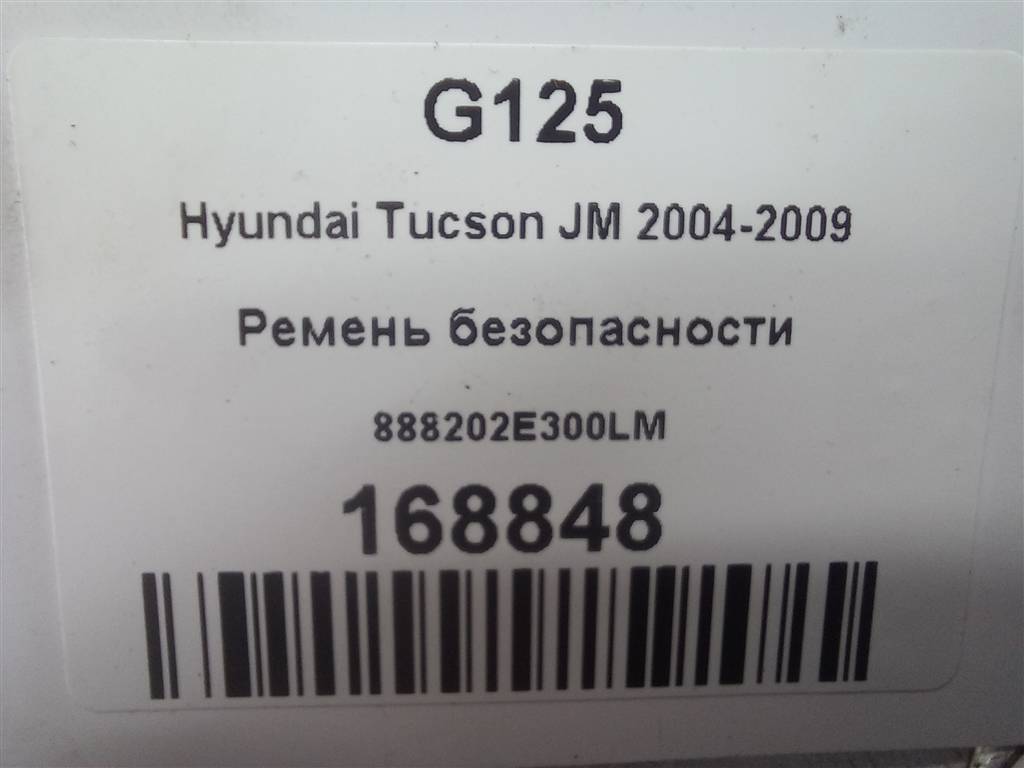 G125
Hyundai Tucson JM 2004-2009
Ремень безопасности
888202E300LM
168848